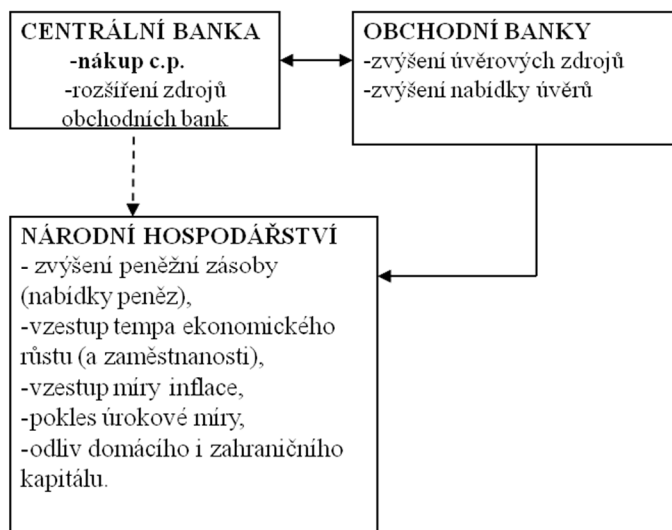 CENTRÁLNÍ BANKA
-nákup c.p.
-rozšíření zdrojů
obchodních bank
OBCHODNÍ BANKY
-zvýšení úvěrových zdrojů
-zvýšení nabídky úvěrů
NÁRODNÍ HOSPODÁŘSTVÍ
- zvýšení peněžní zásoby
(nabídky peněz),
-vzestup tempa ekonomického
růstu (a zaměstnanosti),
-vzestup míry inflace,
-pokles úrokové míry,
-odliv domácího i zahraničního
kapitálu.